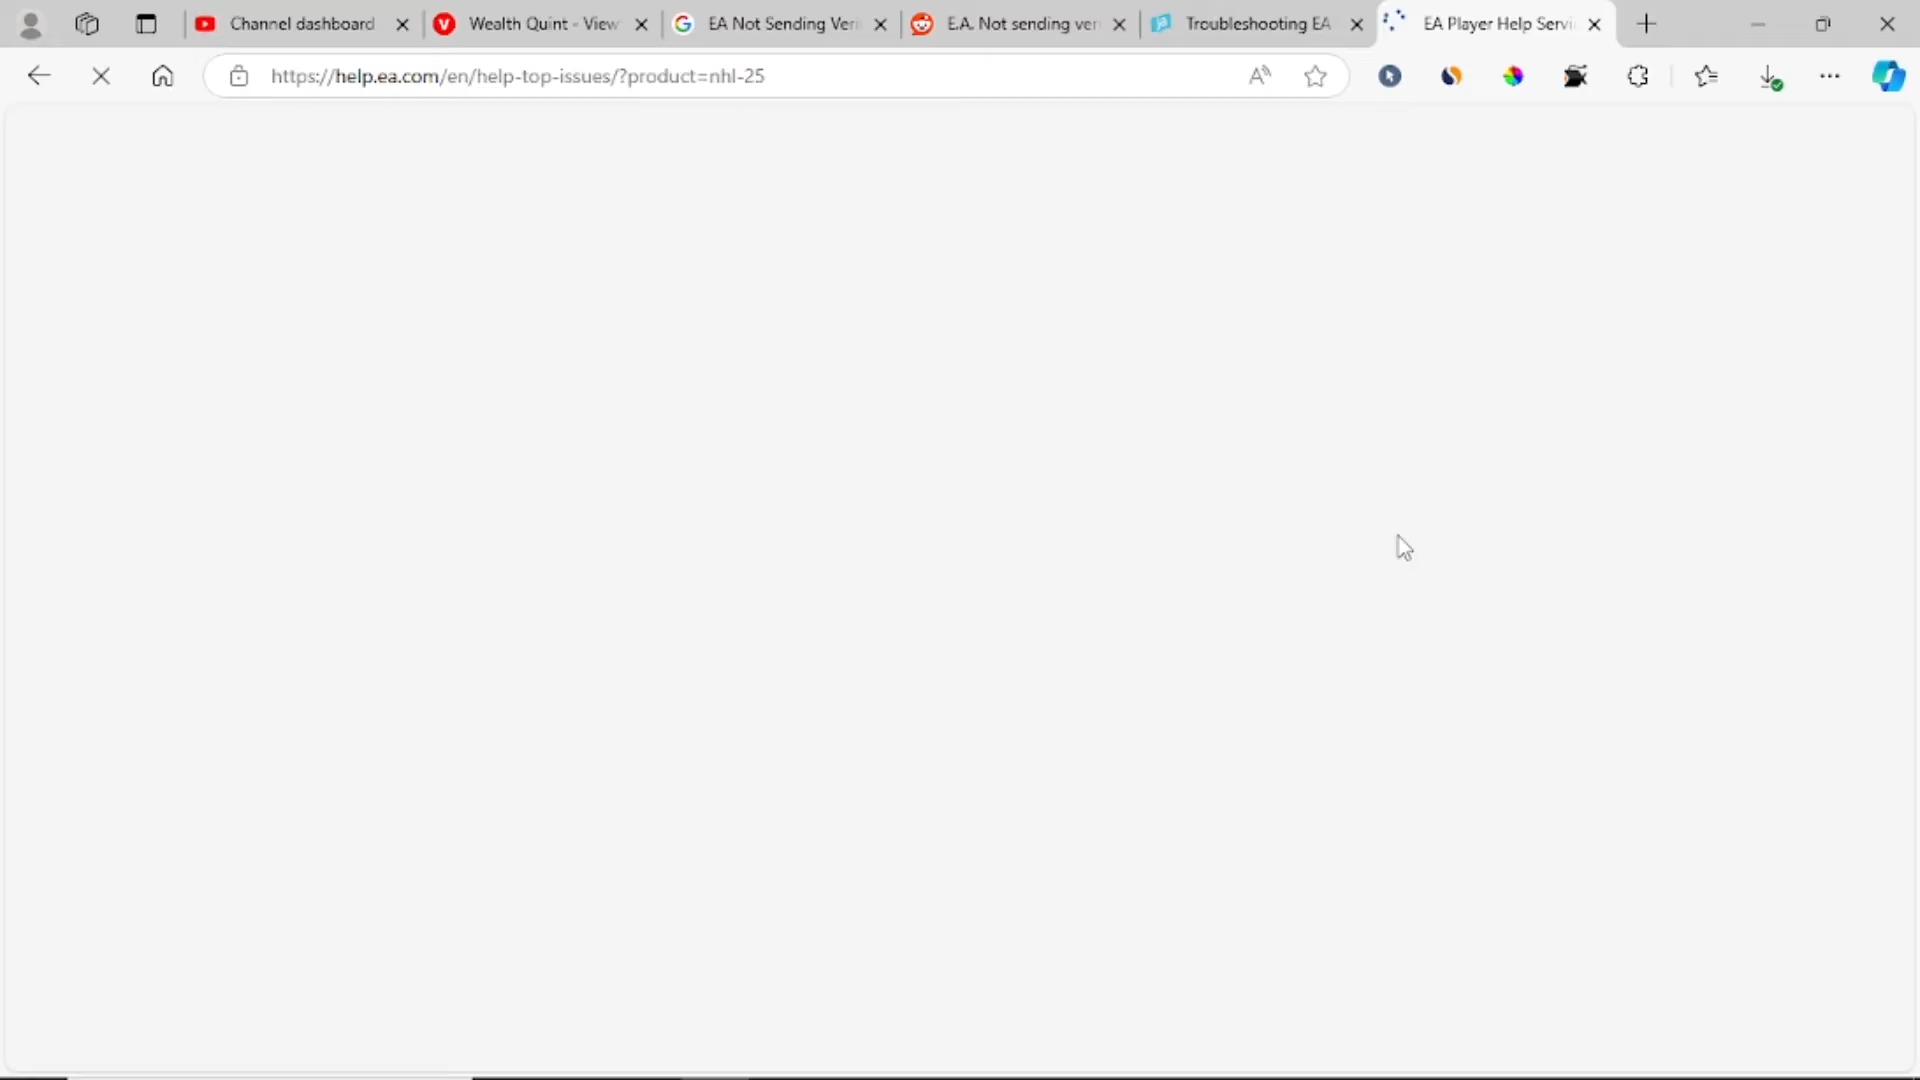 Channel dashboard
Wealth Quint - View
EA Not Sending Veri
E.A. Not sending ver
Troubleshooting EA
EA Player Help Servi
https://help.ea.com/en/help-top-issues/?product=nhl-25